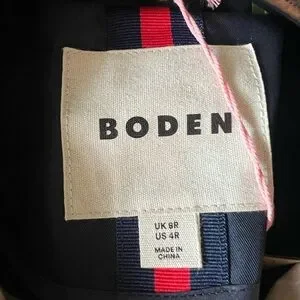 BODEN
UK 8R
US 4R
MADE IN
CHINA